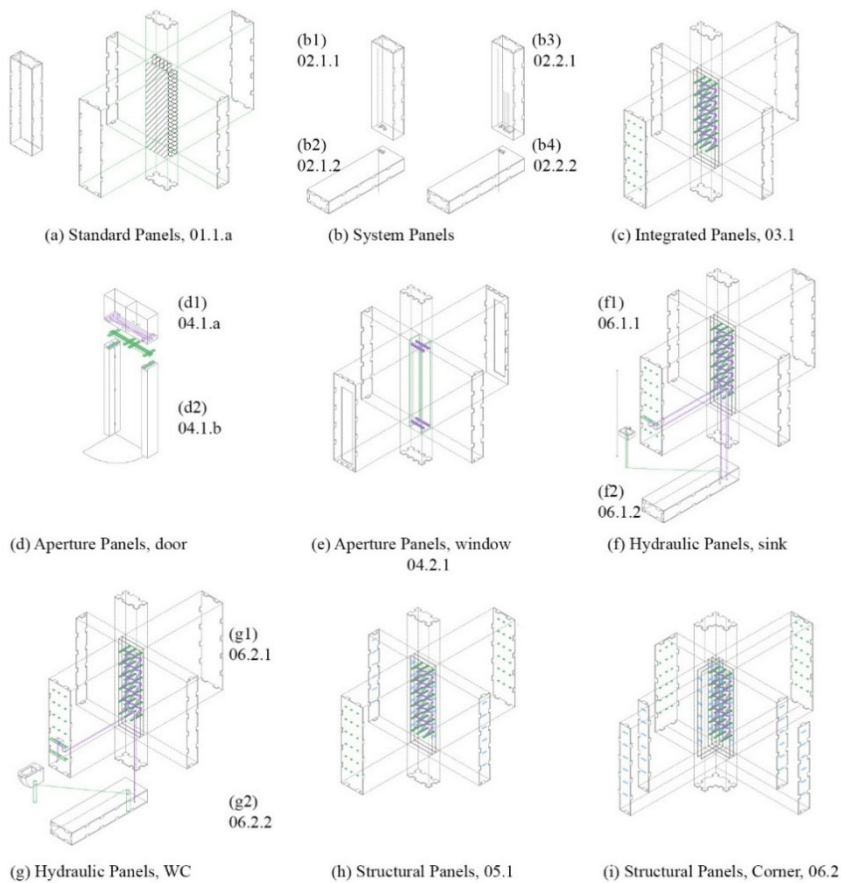 (b1)
02.1.1
(b3)
02.2.1
(b2)
02.1.2
(b4)
02.2.2
(a) Standard Panels, 01.1.a
(b) System Panels
(c) Integrated Panels, 03.1
(d1)
04.1.a
(d2)
04.1.b
(f1)
06.1.1
(f2)
06.1.2
(d) Aperture Panels, door
(e) Aperture Panels, window
04.2.1
(f) Hydraulic Panels, sink
(g1)
06.2.1
(g2)
06.2.2
(g) Hydraulic Panels, WC
(h) Structural Panels, 05.1
(i) Structural Panels, Corner, 06.2